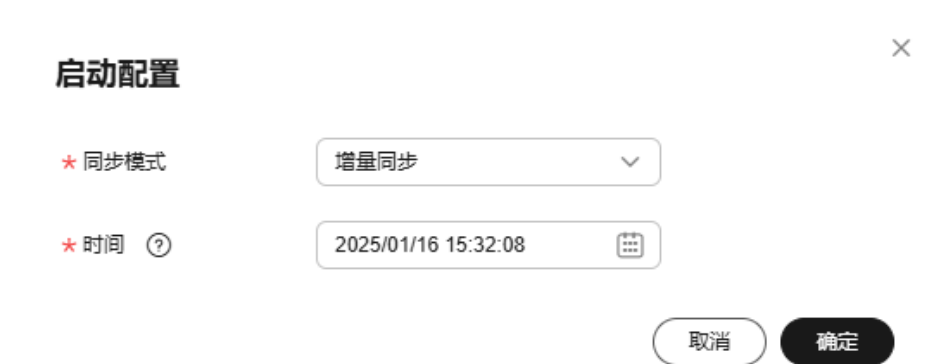 启动配置
* 同步模式 增量同步
* 时间 ? 2025/01/16 15:32:08
取消 确定